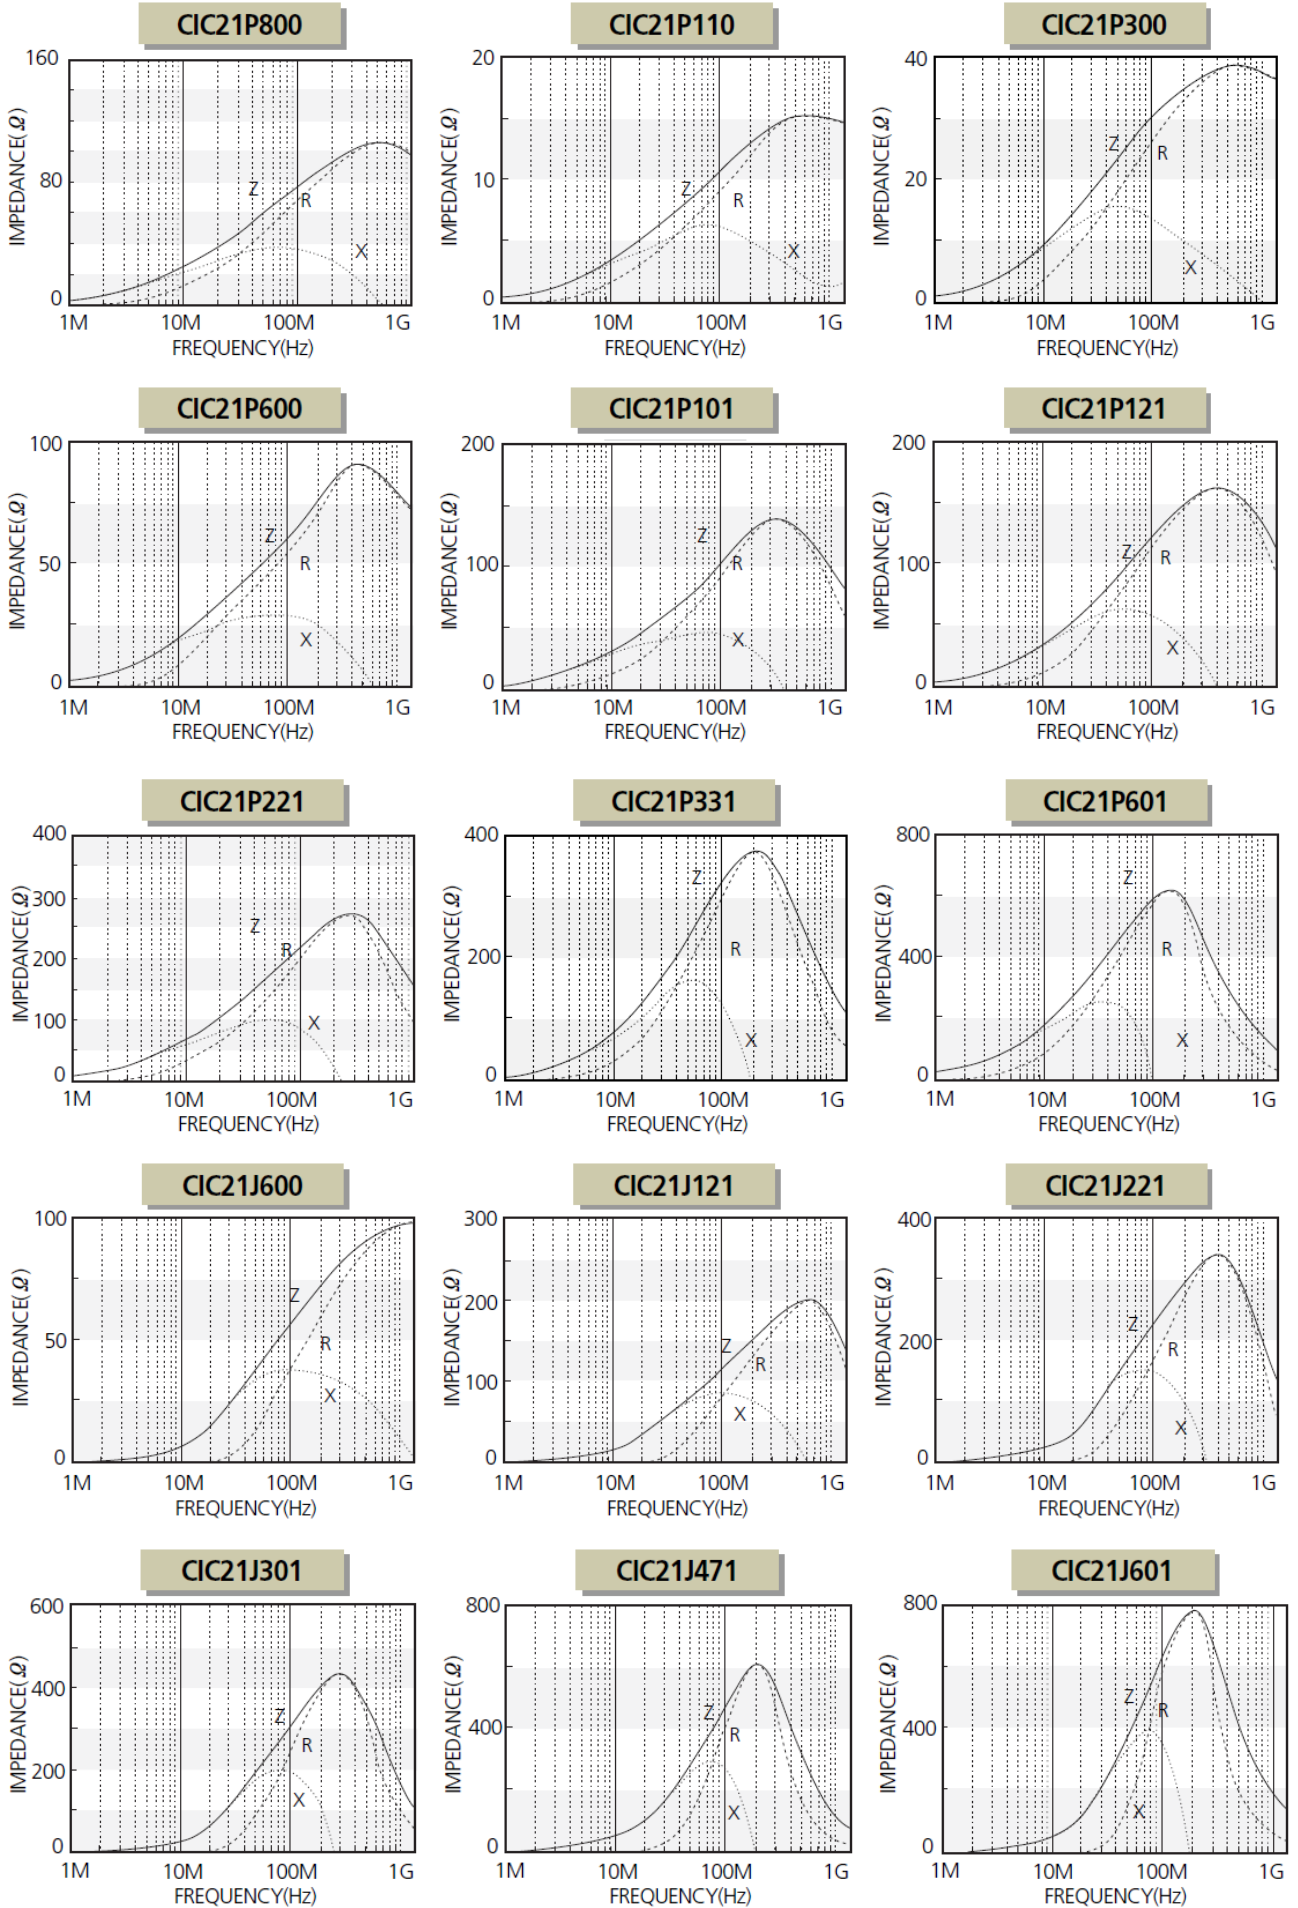 CIC21P800 CIC21P110 CIC21P300
160 20 40
IMPEDANCE(Ω) IMPEDANCE(Ω) IMPEDANCE(Ω)
Z R X Z R X Z R X
80 10 20
0 0 0
1M 10M 100M 1G 1M 10M 100M 1G 1M 10M 100M 1G
FREQUENCY(Hz) FREQUENCY(Hz) FREQUENCY(Hz)
CIC21P600 CIC21P101 CIC21P121
100 200 200
IMPEDANCE(Ω) IMPEDANCE(Ω) IMPEDANCE(Ω)
Z R X Z R X Z R X
50 100 100
0 0 0
1M 10M 100M 1G 1M 10M 100M 1G 1M 10M 100M 1G
FREQUENCY(Hz) FREQUENCY(Hz) FREQUENCY(Hz)
CIC21P221 CIC21P331 CIC21P601
400 400 800
300
IMPEDANCE(Ω) IMPEDANCE(Ω) IMPEDANCE(Ω)
Z R X Z R X Z R X
200 200 400
100
0 0 0
1M 10M 100M 1G 1M 10M 100M 1G 1M 10M 100M 1G
FREQUENCY(Hz) FREQUENCY(Hz) FREQUENCY(Hz)
CIC21J600 CIC21J121 CIC21J221
100 300 400
IMPEDANCE(Ω) IMPEDANCE(Ω) IMPEDANCE(Ω)
200
Z R X Z R X Z R X
50 200
100
0 0 0
1M 10M 100M 1G 1M 10M 100M 1G 1M 10M 100M 1G
FREQUENCY(Hz) FREQUENCY(Hz) FREQUENCY(Hz)
CIC21J301 CIC21J471 CIC21J601
600 800 800
IMPEDANCE(Ω) IMPEDANCE(Ω) IMPEDANCE(Ω)
400
Z R X Z R X Z R X
400 400
200
0 0 0
1M 10M 100M 1G 1M 10M 100M 1G 1M 10M 100M 1G
FREQUENCY(Hz) FREQUENCY(Hz) FREQUENCY(Hz)